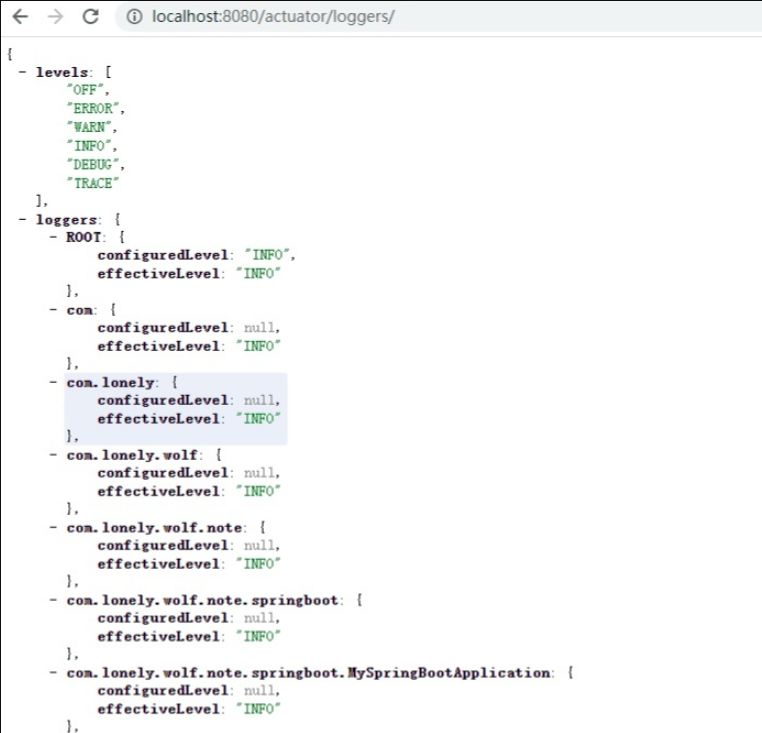 localhost:8080/actuator/loggers/
{
- levels: [
"OFF",
"ERROR",
"WARN",
"INFO",
"DEBUG",
"TRACE"
],
- loggers: {
- ROOT: {
configuredLevel: "INFO",
effectiveLevel: "INFO"
},
- com: {
configuredLevel: null,
effectiveLevel: "INFO"
},
- com.lonely: {
configuredLevel: null,
effectiveLevel: "INFO"
},
- com.lonely.wolf: {
configuredLevel: null,
effectiveLevel: "INFO"
},
- com.lonely.wolf.note: {
configuredLevel: null,
effectiveLevel: "INFO"
},
- com.lonely.wolf.note.springboot: {
configuredLevel: null,
effectiveLevel: "INFO"
},
- com.lonely.wolf.note.springboot.MySpringBootApplication: {
configuredLevel: null,
effectiveLevel: "INFO"
},